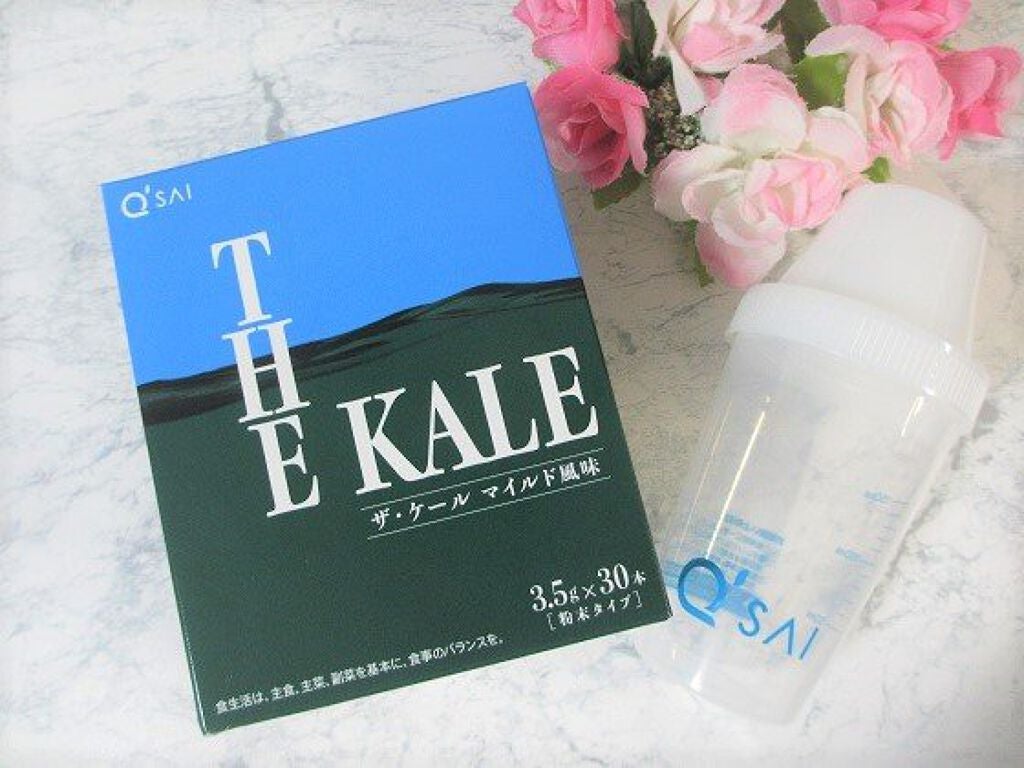 Q'SAI
THE KALE
ザ・ケール マイルド風味
3.5g×30本
［粉末タイプ］
食生活は、主食、主菜、副菜を基本に、食事のバランスを。
Q'SAI